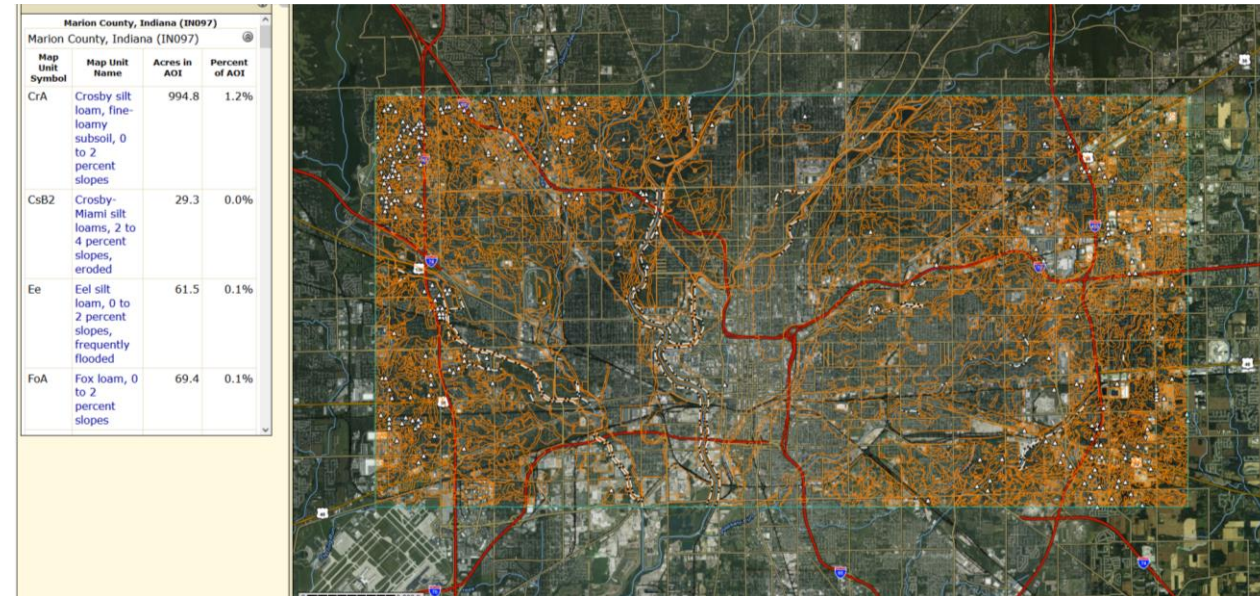 Marion County, Indiana (IN097)
Marion County, Indiana (IN097)
Map Unit Symbol Map Unit Name Acres in AOI Percent of AOI
CrA Crosby silt 994.8 1.2%
loam, fine-
loamy
subsoil, 0
to 2
percent
slopes
CsB2 Crosby- 29.3 0.0%
Miami silt
loams, 2 to
4 percent
slopes,
eroded
Ee Eel silt 61.5 0.1%
loam, 0 to
2 percent
slopes,
frequently
flooded
FoA Fox loam, 0 69.4 0.1%
to 2
percent
slopes